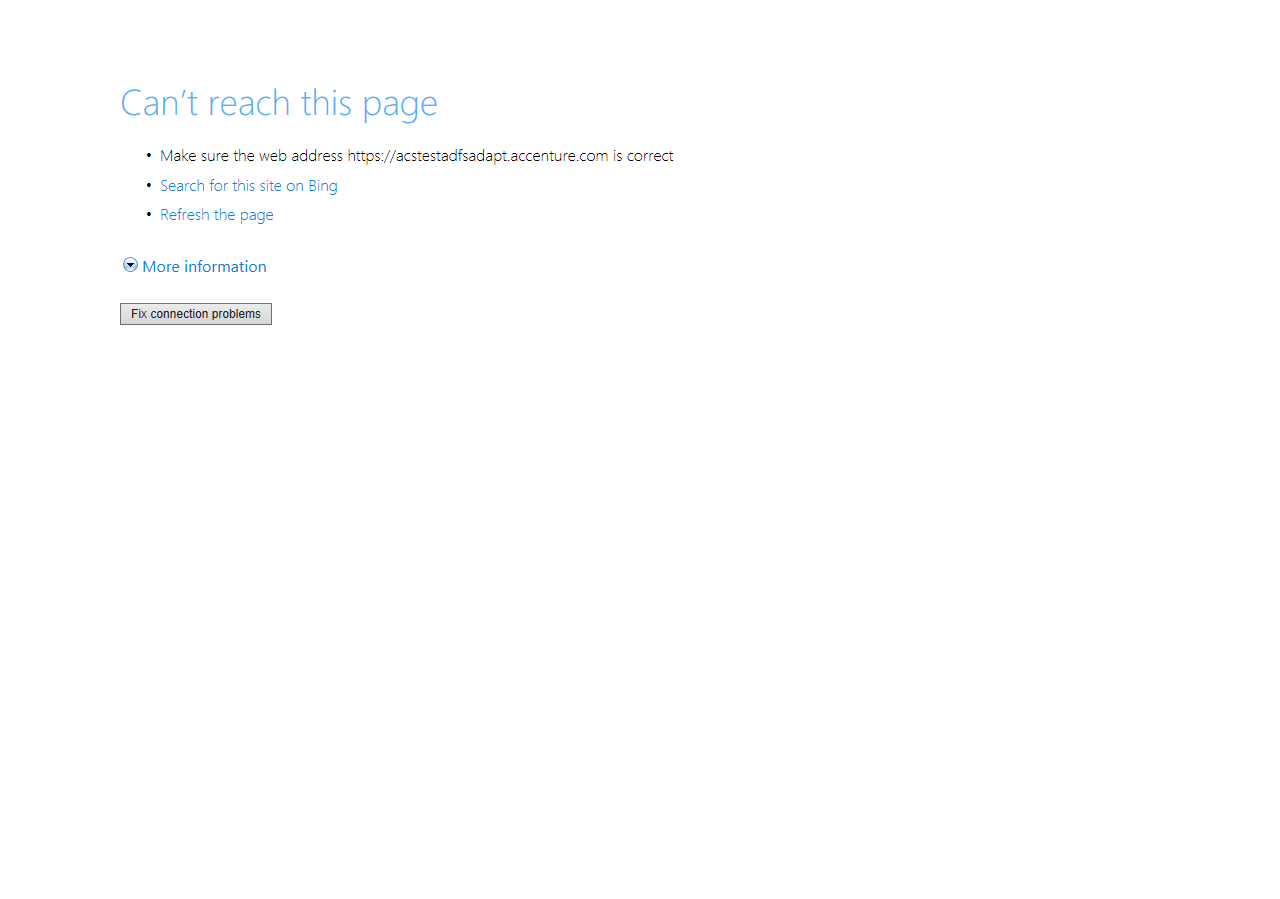 Can’t reach this page
• Make sure the web address https://acstestadfsadapt.accenture.com is correct
• Search for this site on Bing
• Refresh the page
More information
Fix connection problems